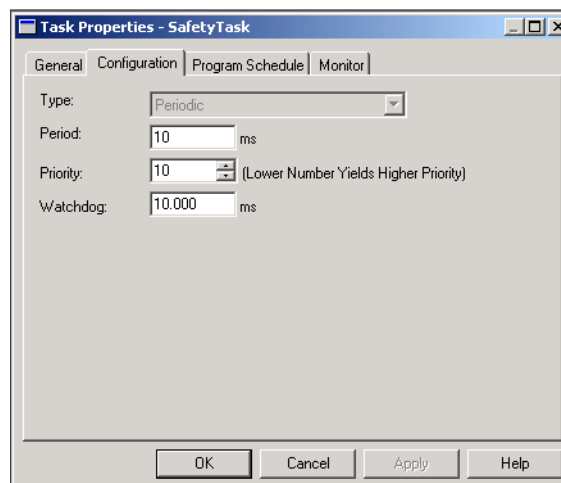 Task Properties - SafetyTask
General Configuration Program Schedule Monitor
Type: Periodic
Period: 10 ms
Priority: 10 (Lower Number Yields Higher Priority)
Watchdog: 10.000 ms
OK Cancel Apply Help